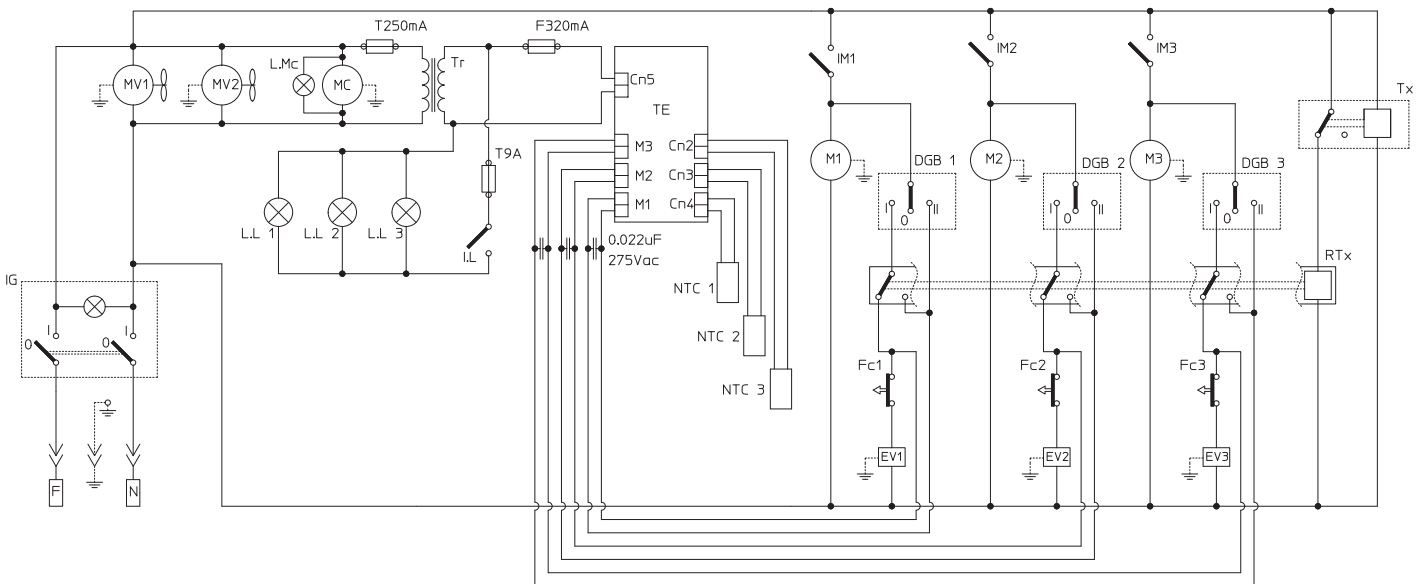 T250mA
F320mA
IM1
IM2
IM3
Tx
L.Mc
MV1
MV2
MC
Tr
Cn5
TE
M3
Cn2
M2
Cn3
M1
Cn4
T9A
M1
M2
M3
DGB 1
DGB 2
DGB 3
I
0
II
I
0
II
I
0
II
L.L 1
L.L 2
L.L 3
I.L
0.022uF
275Vac
NTC 1
NTC 2
NTC 3
RTx
IG
I
I
0
0
Fc1
Fc2
Fc3
EV1
EV2
EV3
F
N